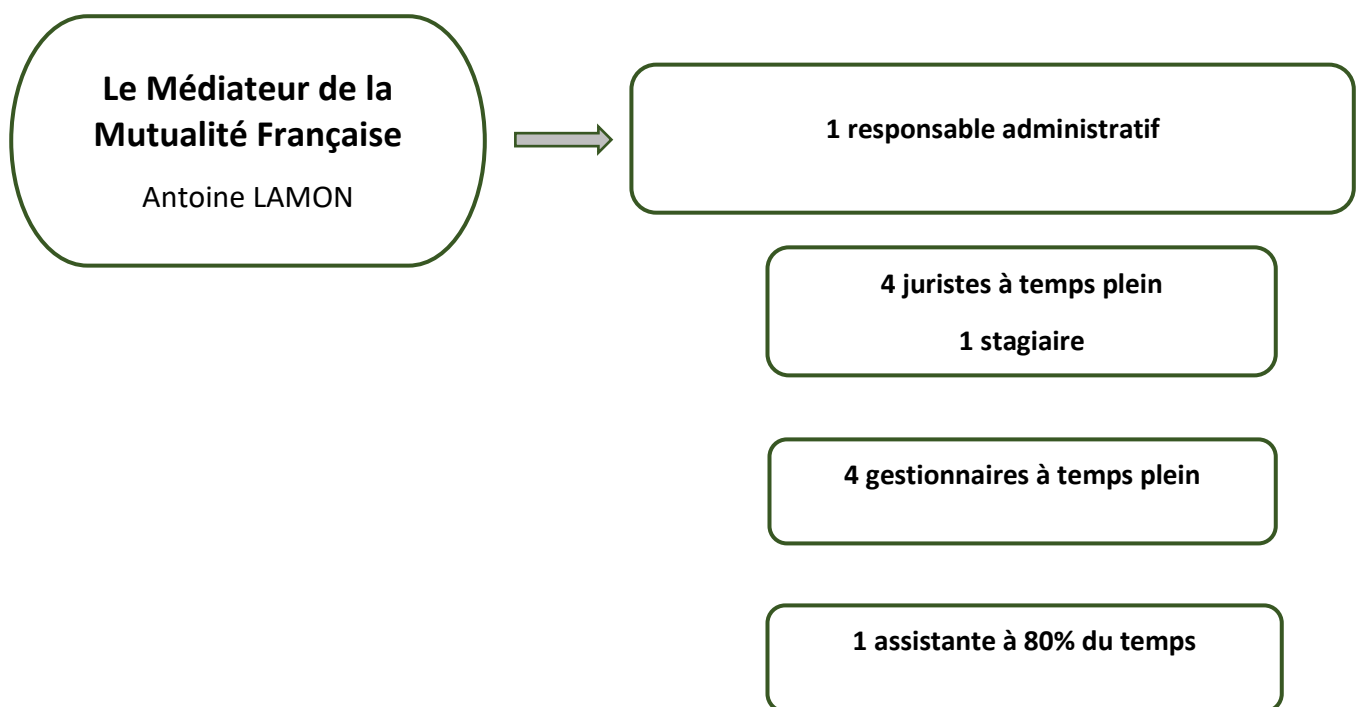 Le Médiateur de la
Mutualité Française
Antoine LAMON
1 responsable administratif
4 juristes à temps plein
1 stagiaire
4 gestionnaires à temps plein
1 assistante à 80% du temps